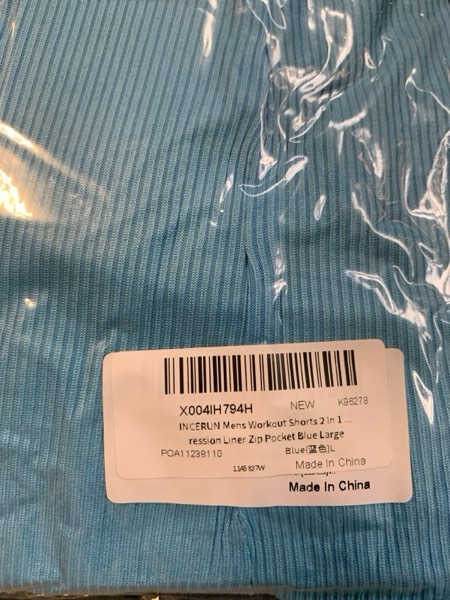 X004IH794H NEW K98278
INCERUN Mens Workout Shorts 2 in 1 ...
ression Liner Zip Pocket Blue Large
POA11238110 Blue(蓝色)L
Made In China
Made In China